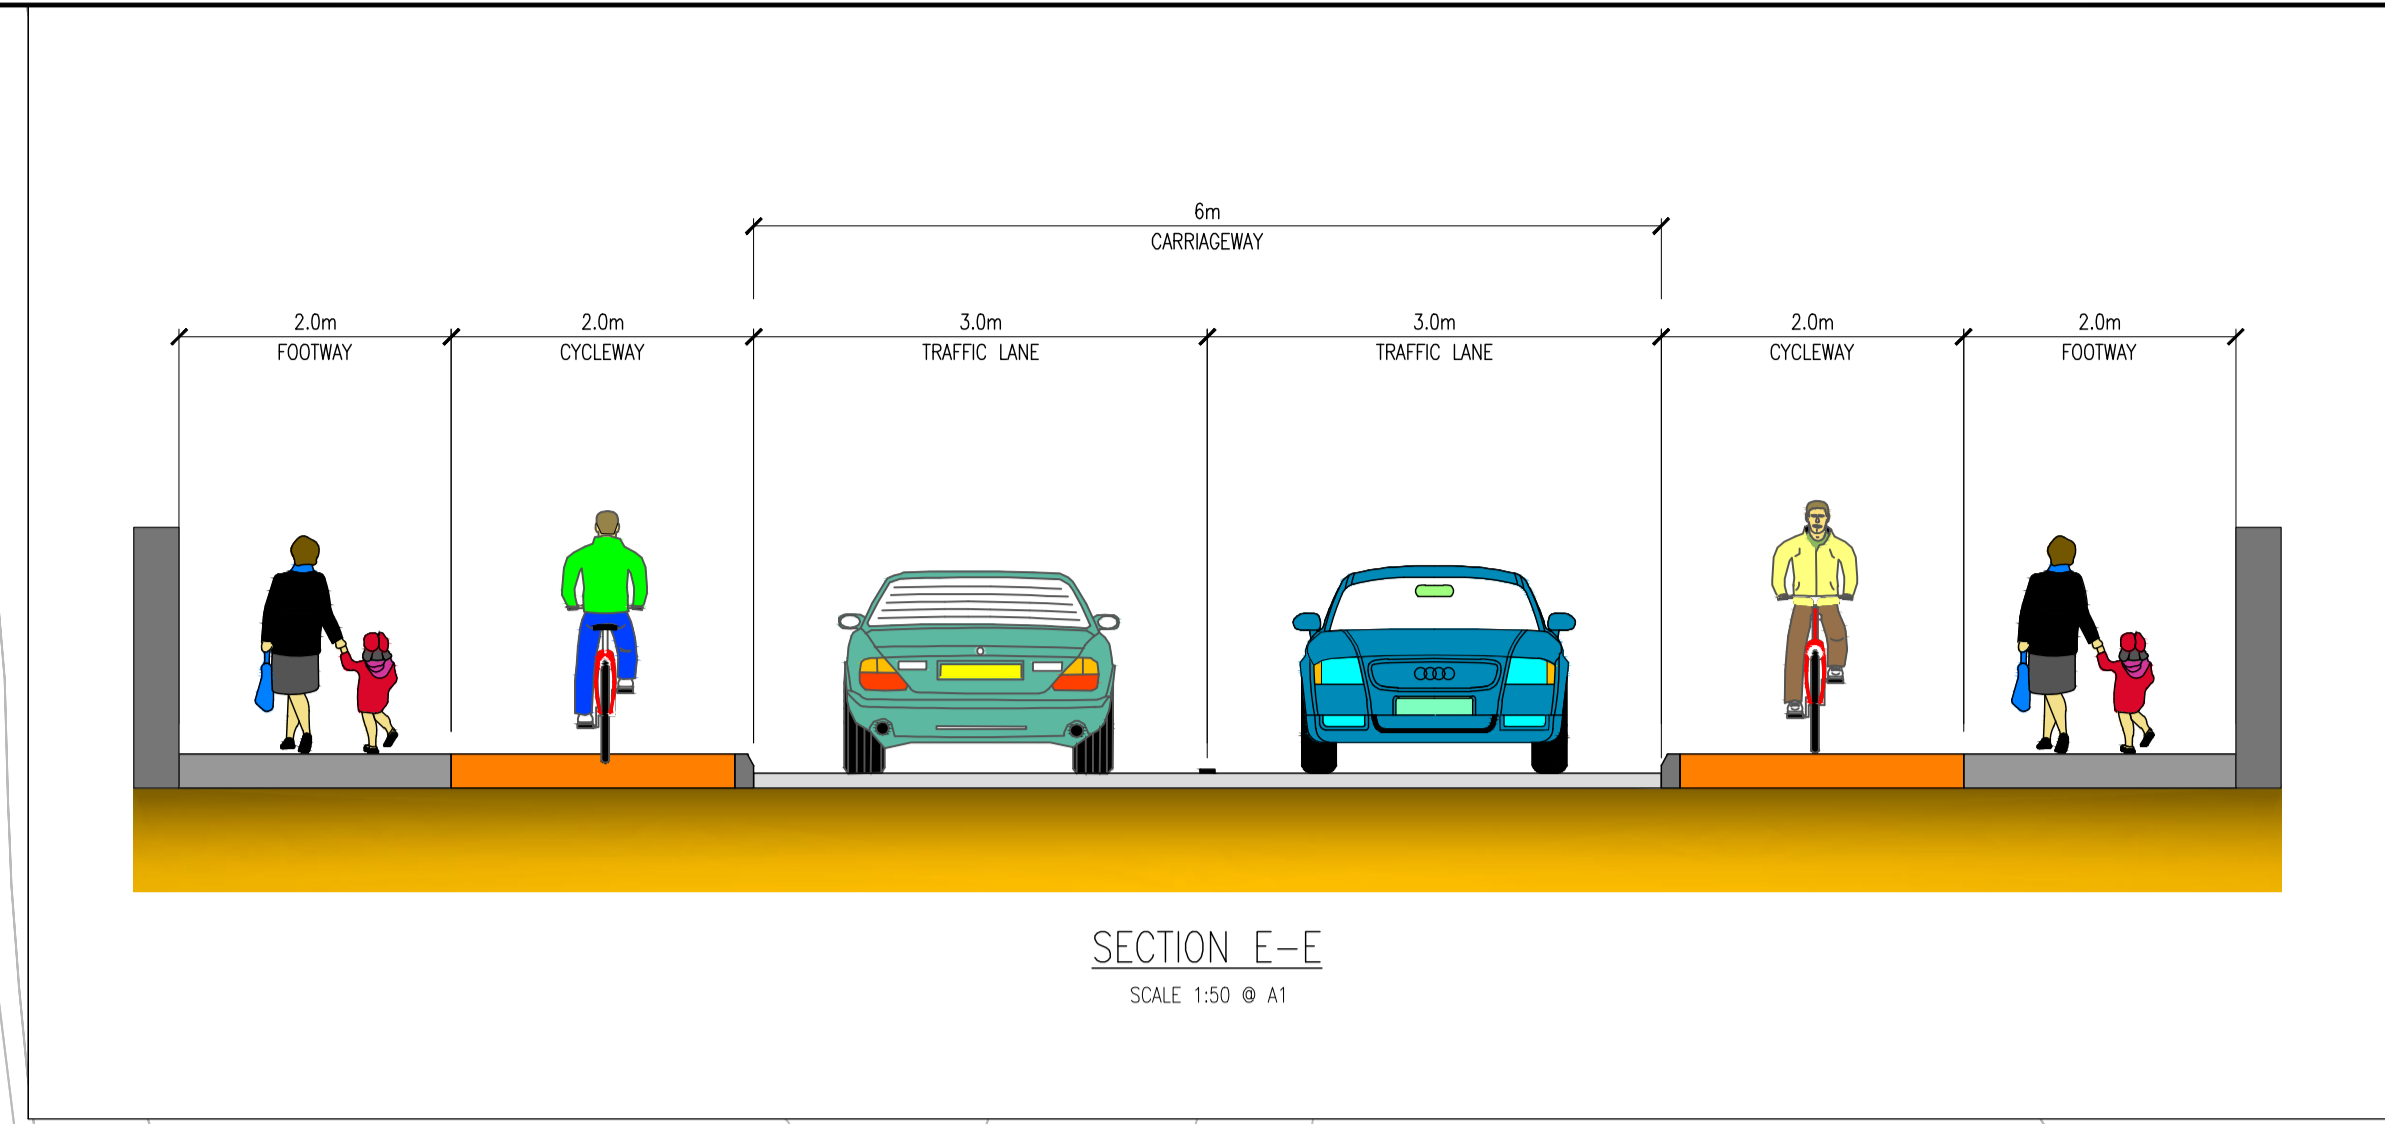 6m
CARRIAGEWAY
2.0m 2.0m 3.0m 3.0m 2.0m 2.0m
FOOTWAY CYCLEWAY TRAFFIC LANE TRAFFIC LANE CYCLEWAY FOOTWAY
SECTION E-E
SCALE 1:50 @ A1